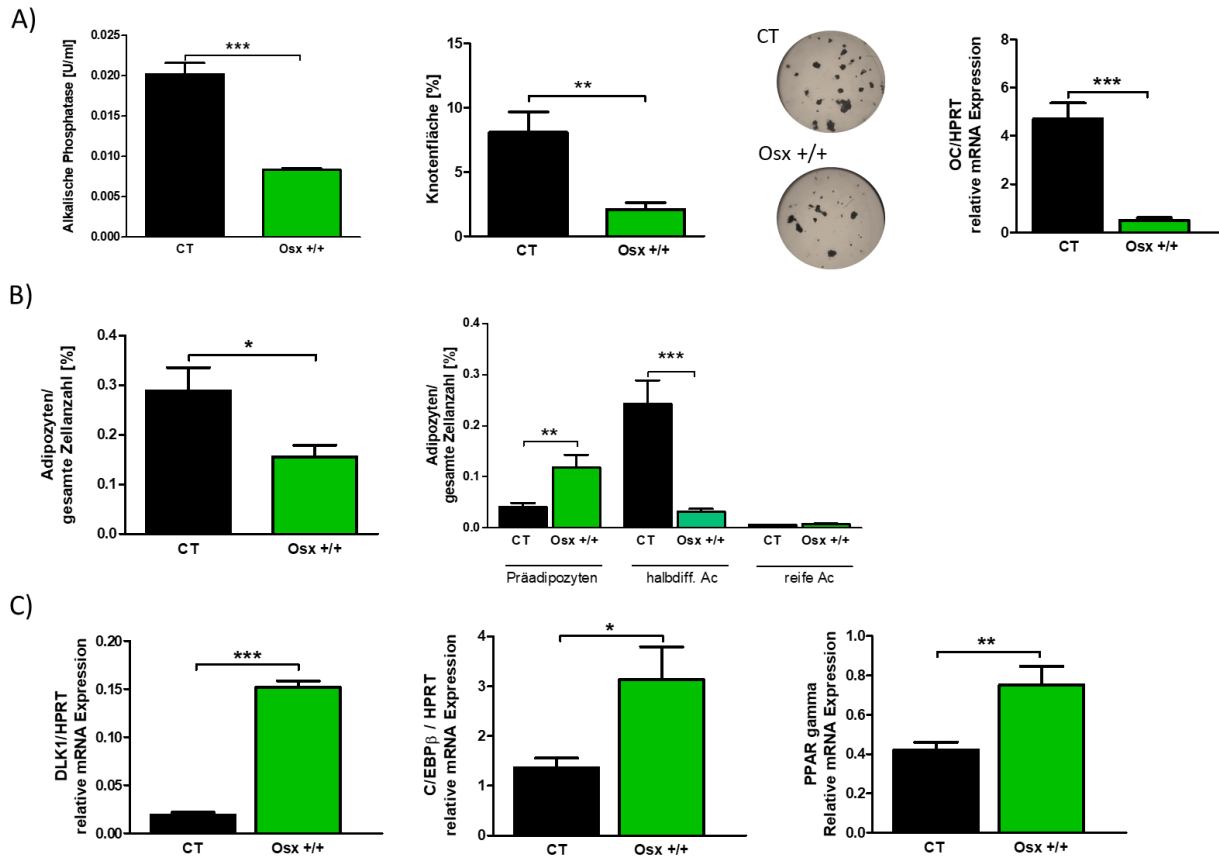 A)
Alkalische Phosphatase [U/ml]
0.025
0.020
0.015
0.010
0.005
0.000
***
CT
Osx +/+
Knotenfläche [%]
15
10
5
0
**
CT
Osx +/+
CT
Osx +/+
OC/HPRT
relative mRNA Expression
8
6
4
2
0
***
CT
Osx +/+
B)
Adipozyten/
gesamte Zellanzahl [%]
0.4
0.3
0.2
0.1
0.0
*
CT
Osx +/+
Adipozyten/
gesamte Zellanzahl [%]
0.4
0.3
0.2
0.1
0.0
**
***
CT
Osx +/+
CT
Osx +/+
CT
Osx +/+
Präadipozyten
halbdiff. Ac
reife Ac
C)
DLK1/HPRT
relative mRNA Expression
0.20
0.15
0.10
0.05
0.00
***
CT
Osx +/+
C/EBPβ / HPRT
relative mRNA Expression
4
3
2
1
0
*
CT
Osx +/+
PPAR gamma
Relative mRNA Expression
1.0
0.8
0.6
0.4
0.2
0.0
**
CT
Osx +/+